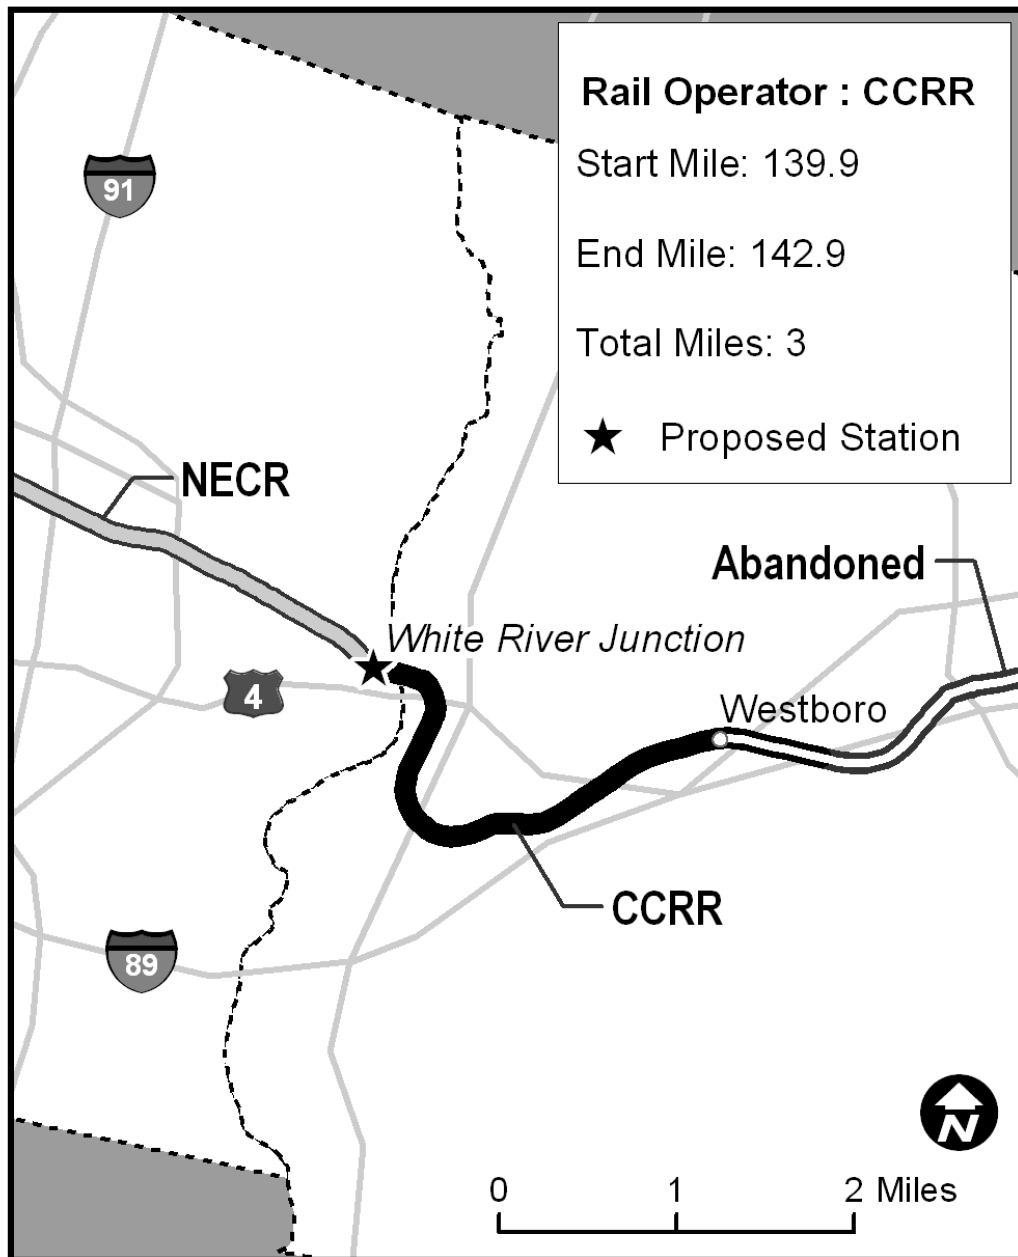 Rail Operator : CCRR
Start Mile: 139.9
End Mile: 142.9
Total Miles: 3
Proposed Station
91
NECR
Abandoned
White River Junction
4
Westboro
CCRR
89
N
0 1 2 Miles